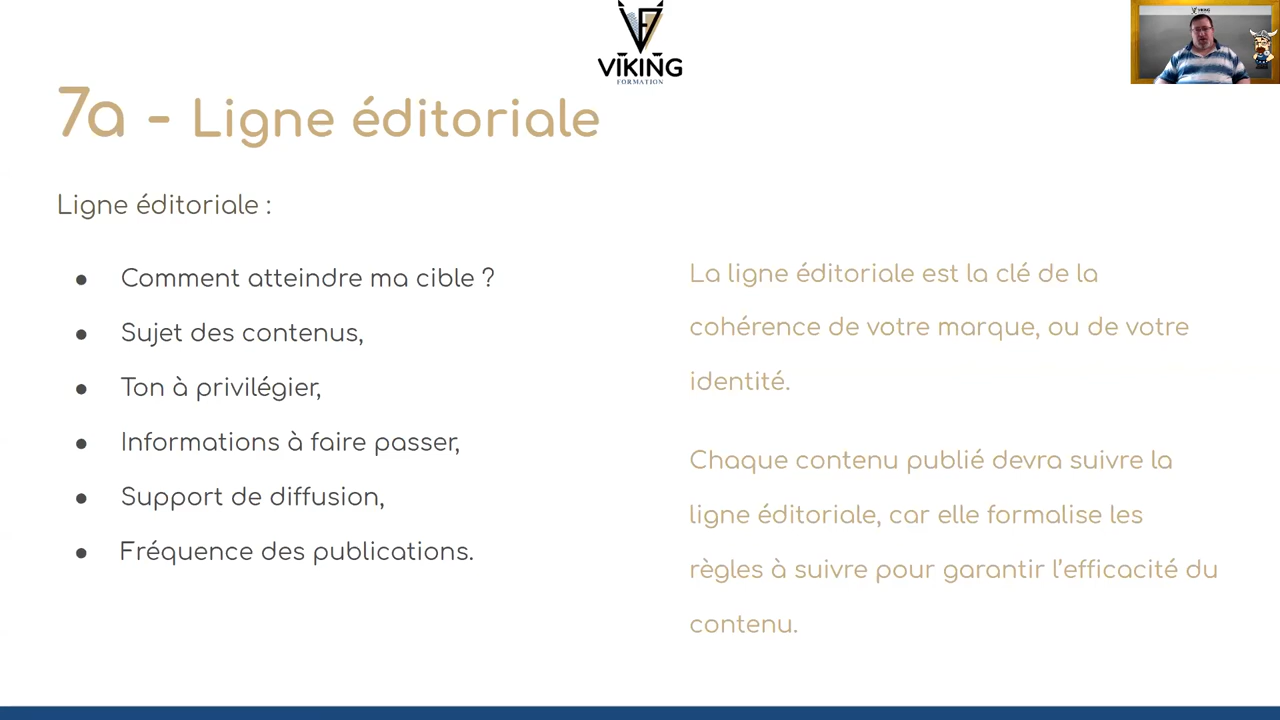 VIKING
FORMATION
VIKING
7a - Ligne éditoriale
Ligne éditoriale :
● Comment atteindre ma cible ?
● Sujet des contenus,
● Ton à privilégier,
● Informations à faire passer,
● Support de diffusion,
● Fréquence des publications.
La ligne éditoriale est la clé de la
cohérence de votre marque, ou de votre
identité.
Chaque contenu publié devra suivre la
ligne éditoriale, car elle formalise les
règles à suivre pour garantir l’efficacité du
contenu.